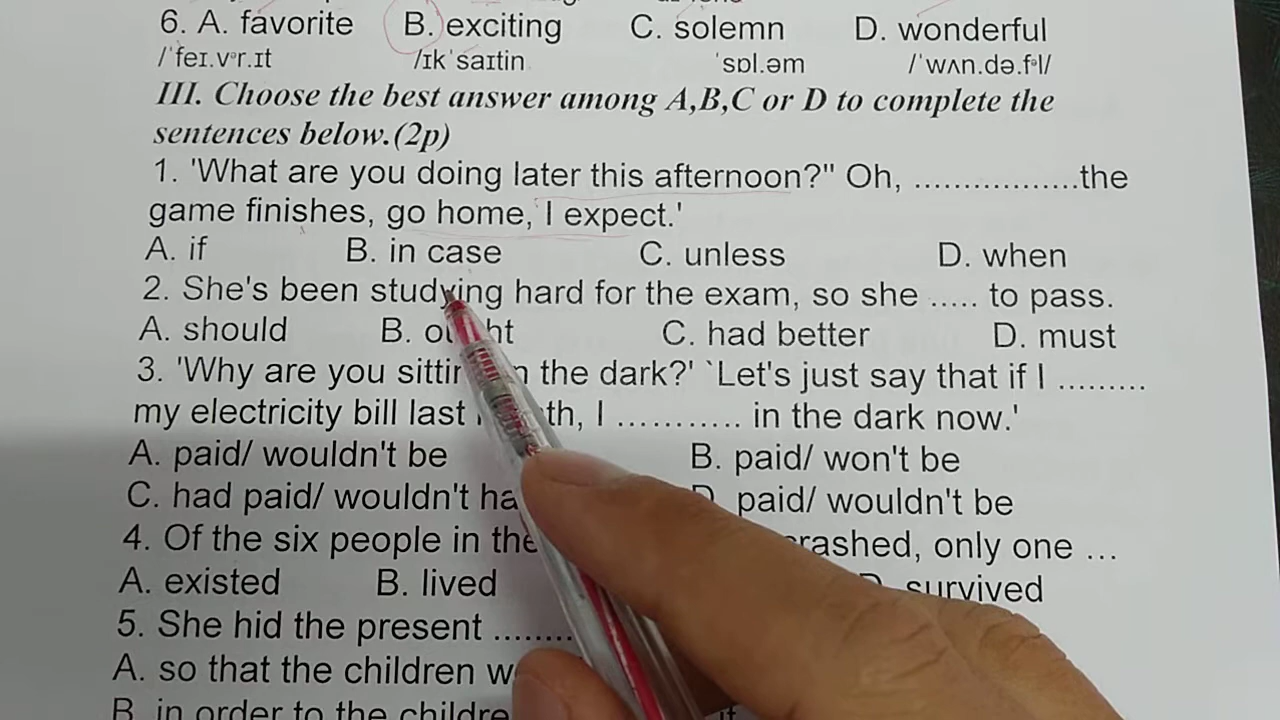 6. A. favorite B. exciting C. solemn D. wonderful
/ˈfeɪ.vᵊr.ɪt /ɪkˈsaɪtin ˈsɒl.əm /ˈwʌn.də.fᵊl/
III. Choose the best answer among A,B,C or D to complete the
sentences below.(2p)
1. 'What are you doing later this afternoon?" Oh, .................the
game finishes, go home, I expect.'
A. if B. in case C. unless D. when
2. She's been studying hard for the exam, so she ..... to pass.
A. should B. C. had better D. must
3. 'Why are you the dark?' `Let's just say that if I .........
my electricity bill last I ........... in the dark now.'
A. paid/ wouldn't be B. paid/ won't be
C. had paid/ wouldn't paid/ wouldn't be
4. Of the six people in only one ...
A. existed B. lived survived
5. She hid the present ........
A. so that the children
B. in order to the